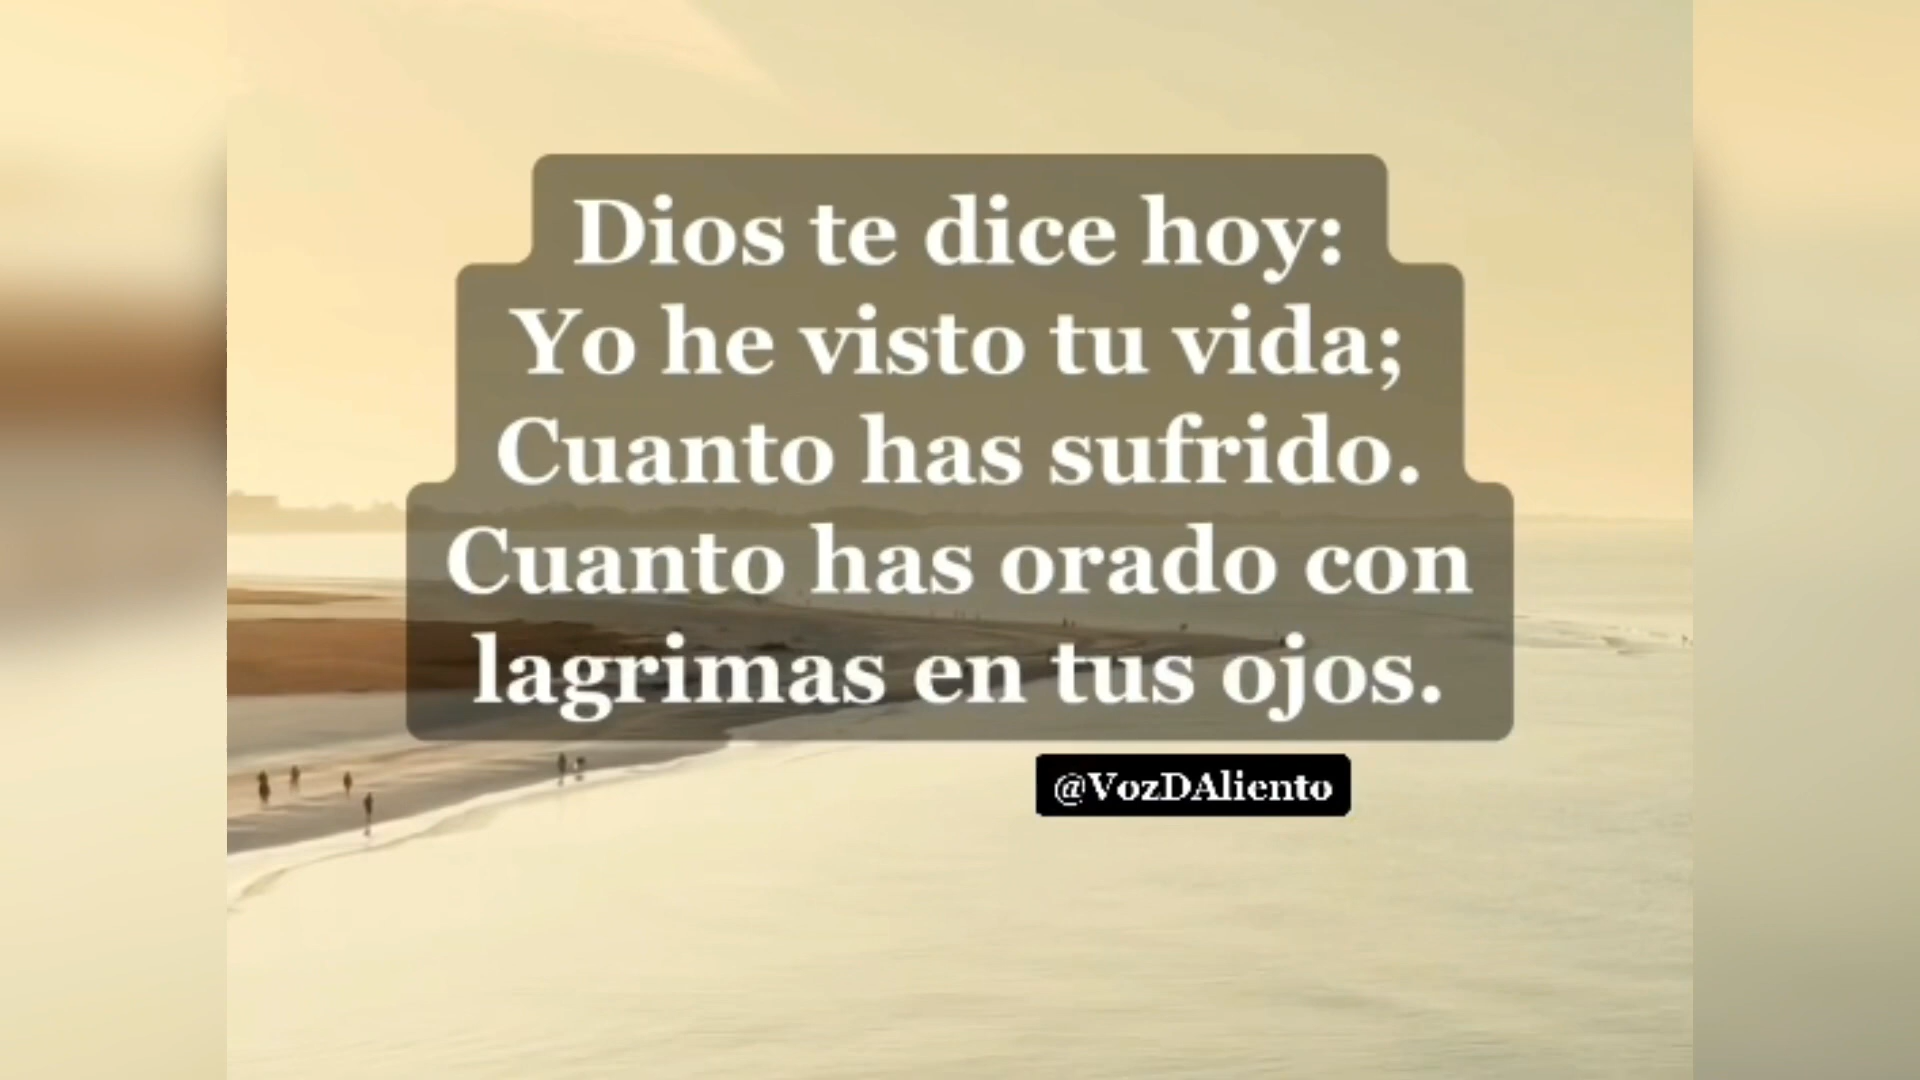 Dios te dice hoy:
Yo he visto tu vida;
Cuanto has sufrido.
Cuanto has orado con
lagrimas en tus ojos.
@VozDAliento